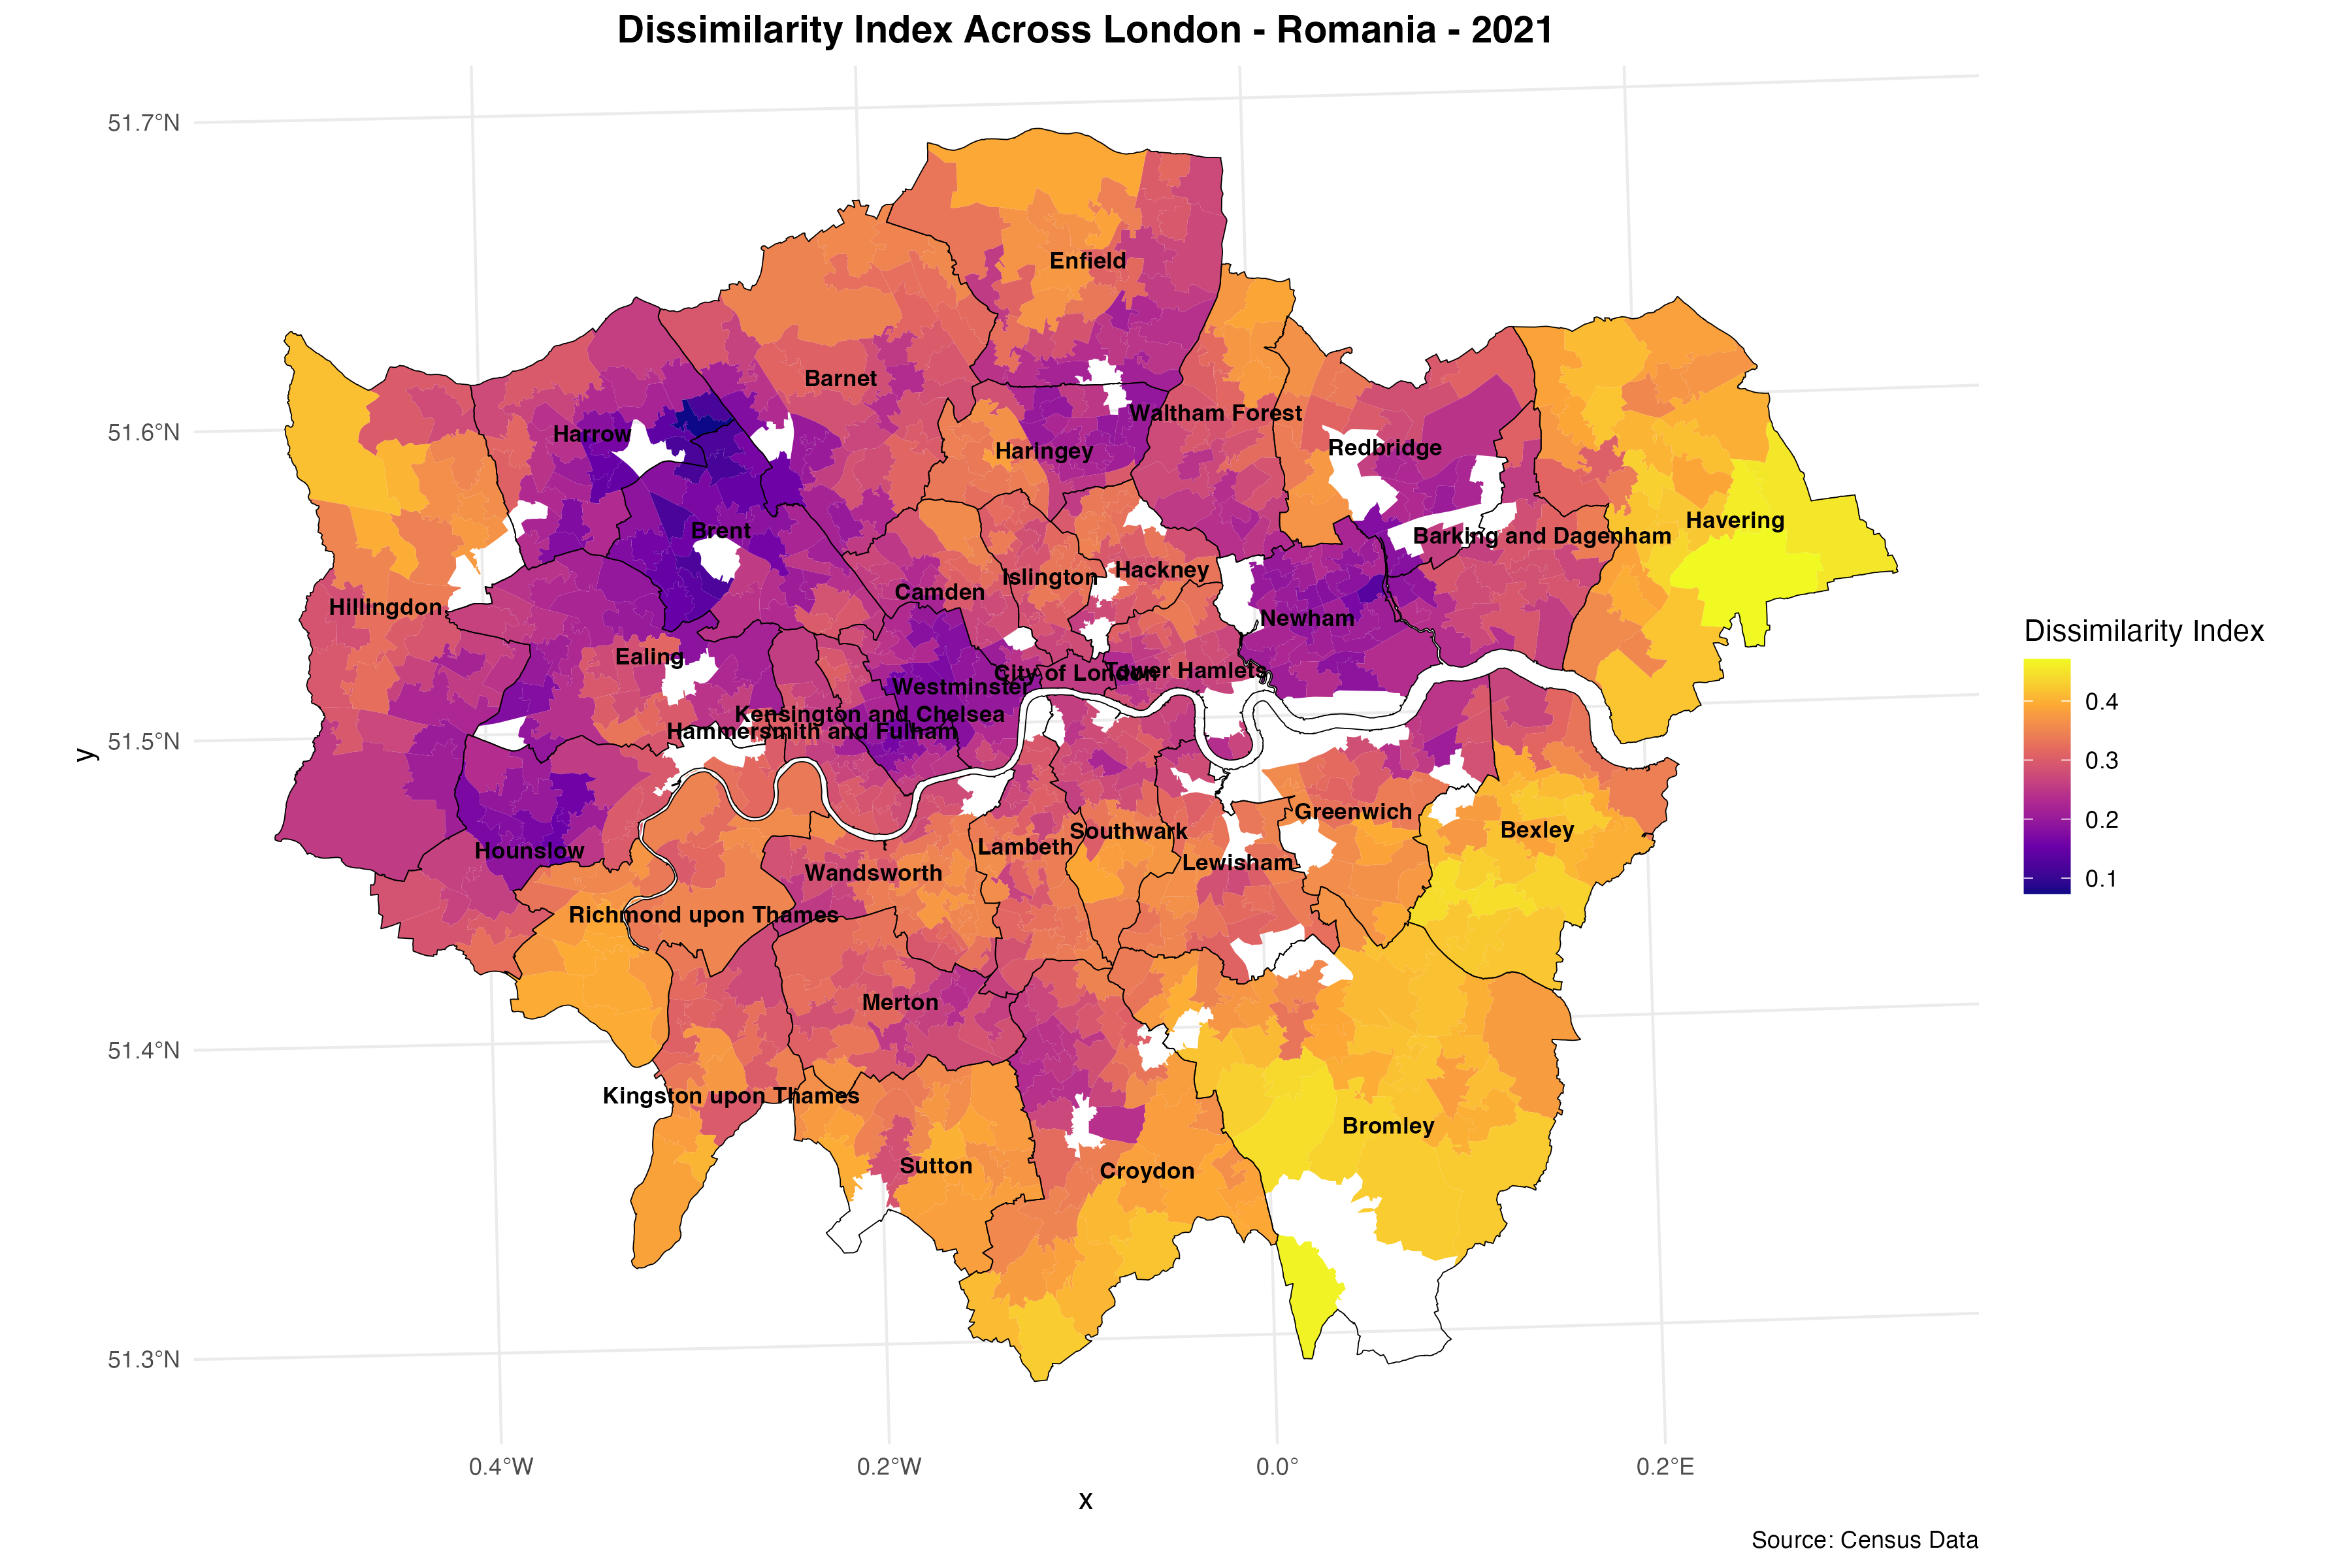 Dissimilarity Index Across London - Romania - 2021
51.7°N
51.6°N
51.5°N
51.4°N
51.3°N
y
Enfield
Barnet
Waltham Forest
Harrow
Haringey
Redbridge
Havering
Brent
Barking and Dagenham
Hackney
Islington
Camden
Hillingdon
Newham
Ealing
City of London
Tower Hamlets
Westminster
Kensington and Chelsea
Hammersmith and Fulham
Greenwich
Bexley
Southwark
Lambeth
Hounslow
Lewisham
Wandsworth
Richmond upon Thames
Merton
Kingston upon Thames
Bromley
Sutton
Croydon
Dissimilarity Index
0.4
0.3
0.2
0.1
0.4°W
0.2°W
0.0°
0.2°E
x
Source: Census Data